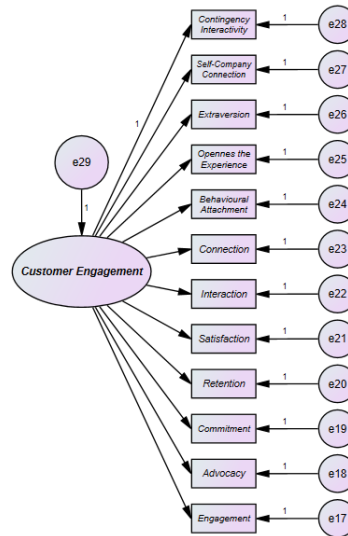 Contingency
Interactivity
1
e28
Self-Company
Connection
1
e27
1
Extraversion
1
e26
e29
Opennes the
Experience
1
e25
1
Behavioural
Attachment
1
e24
Customer Engagement
Connection
1
e23
Interaction
1
e22
Satisfaction
1
e21
Retention
1
e20
Commitment
1
e19
Advocacy
1
e18
Engagement
1
e17